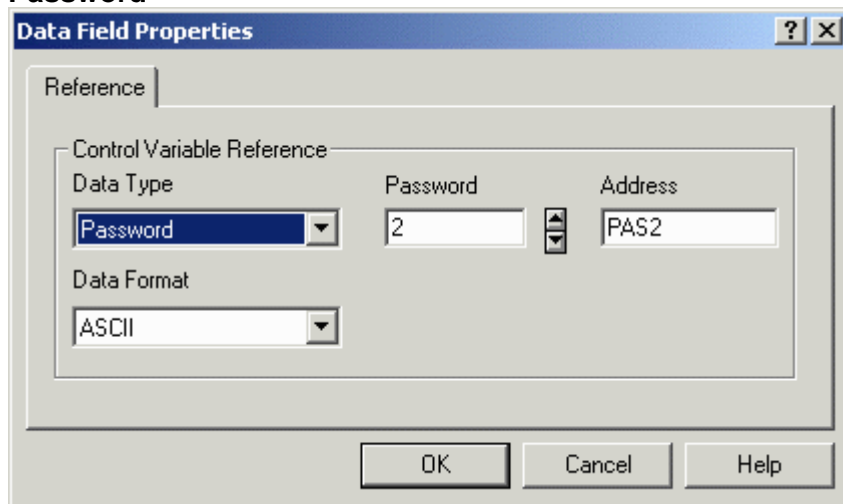 Password
Data Field Properties ? X
Reference
Control Variable Reference
Data Type Password Address
Password 2 PAS2
Data Format
ASCII
OK Cancel Help